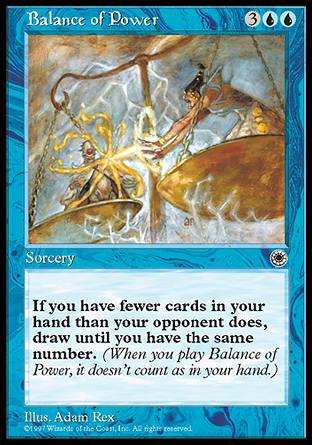 Balance of Power 3
Sorcery
If you have fewer cards in your
hand than your opponent does,
draw until you have the same
number. (When you play Balance of
Power, it doesn't count as in your hand.)
Illus. Adam Rex
©1997 Wizards of the Coast, Inc. All rights reserved.